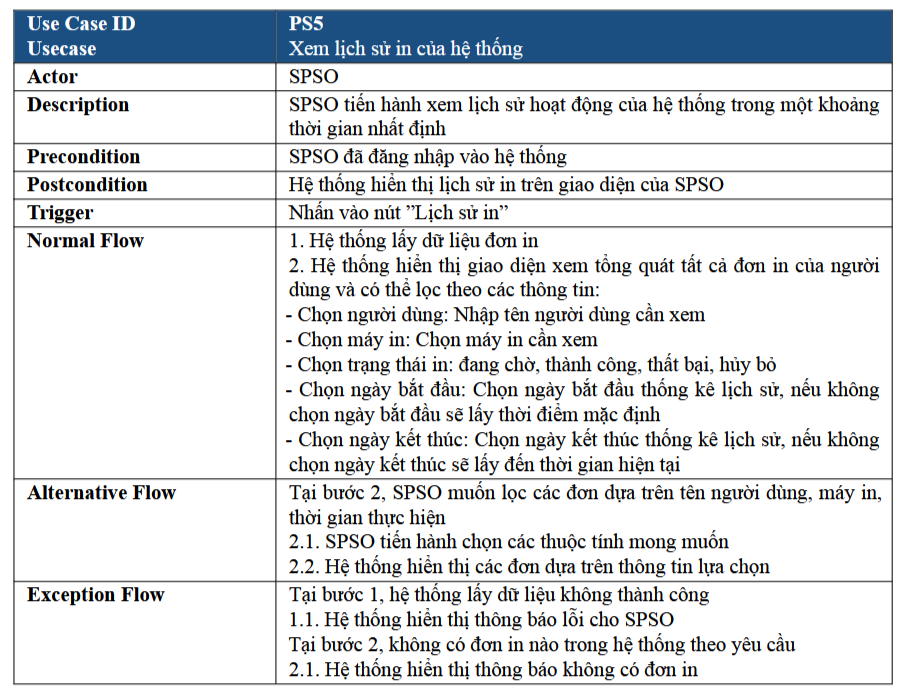 Use Case ID PS5
Usecase Xem lịch sử in của hệ thống
Actor SPSO
Description SPSO tiến hành xem lịch sử hoạt động của hệ thống trong một khoảng
thời gian nhất định
Precondition SPSO đã đăng nhập vào hệ thống
Postcondition Hệ thống hiển thị lịch sử in trên giao diện của SPSO
Trigger Nhấn vào nút ”Lịch sử in”
Normal Flow 1. Hệ thống lấy dữ liệu đơn in
2. Hệ thống hiển thị giao diện xem tổng quát tất cả đơn in của người
dùng và có thể lọc theo các thông tin:
- Chọn người dùng: Nhập tên người dùng cần xem
- Chọn máy in: Chọn máy in cần xem
- Chọn trạng thái in: đang chờ, thành công, thất bại, hủy bỏ
- Chọn ngày bắt đầu: Chọn ngày bắt đầu thống kê lịch sử, nếu không
chọn ngày bắt đầu sẽ lấy thời điểm mặc định
- Chọn ngày kết thúc: Chọn ngày kết thúc thống kê lịch sử, nếu không
chọn ngày kết thúc sẽ lấy đến thời gian hiện tại
Alternative Flow Tại bước 2, SPSO muốn lọc các đơn dựa trên tên người dùng, máy in,
thời gian thực hiện
2.1. SPSO tiến hành chọn các thuộc tính mong muốn
2.2. Hệ thống hiển thị các đơn dựa trên thông tin lựa chọn
Exception Flow Tại bước 1, hệ thống lấy dữ liệu không thành công
1.1. Hệ thống hiển thị thông báo lỗi cho SPSO
Tại bước 2, không có đơn in nào trong hệ thống theo yêu cầu
2.1. Hệ thống hiển thị thông báo không có đơn in